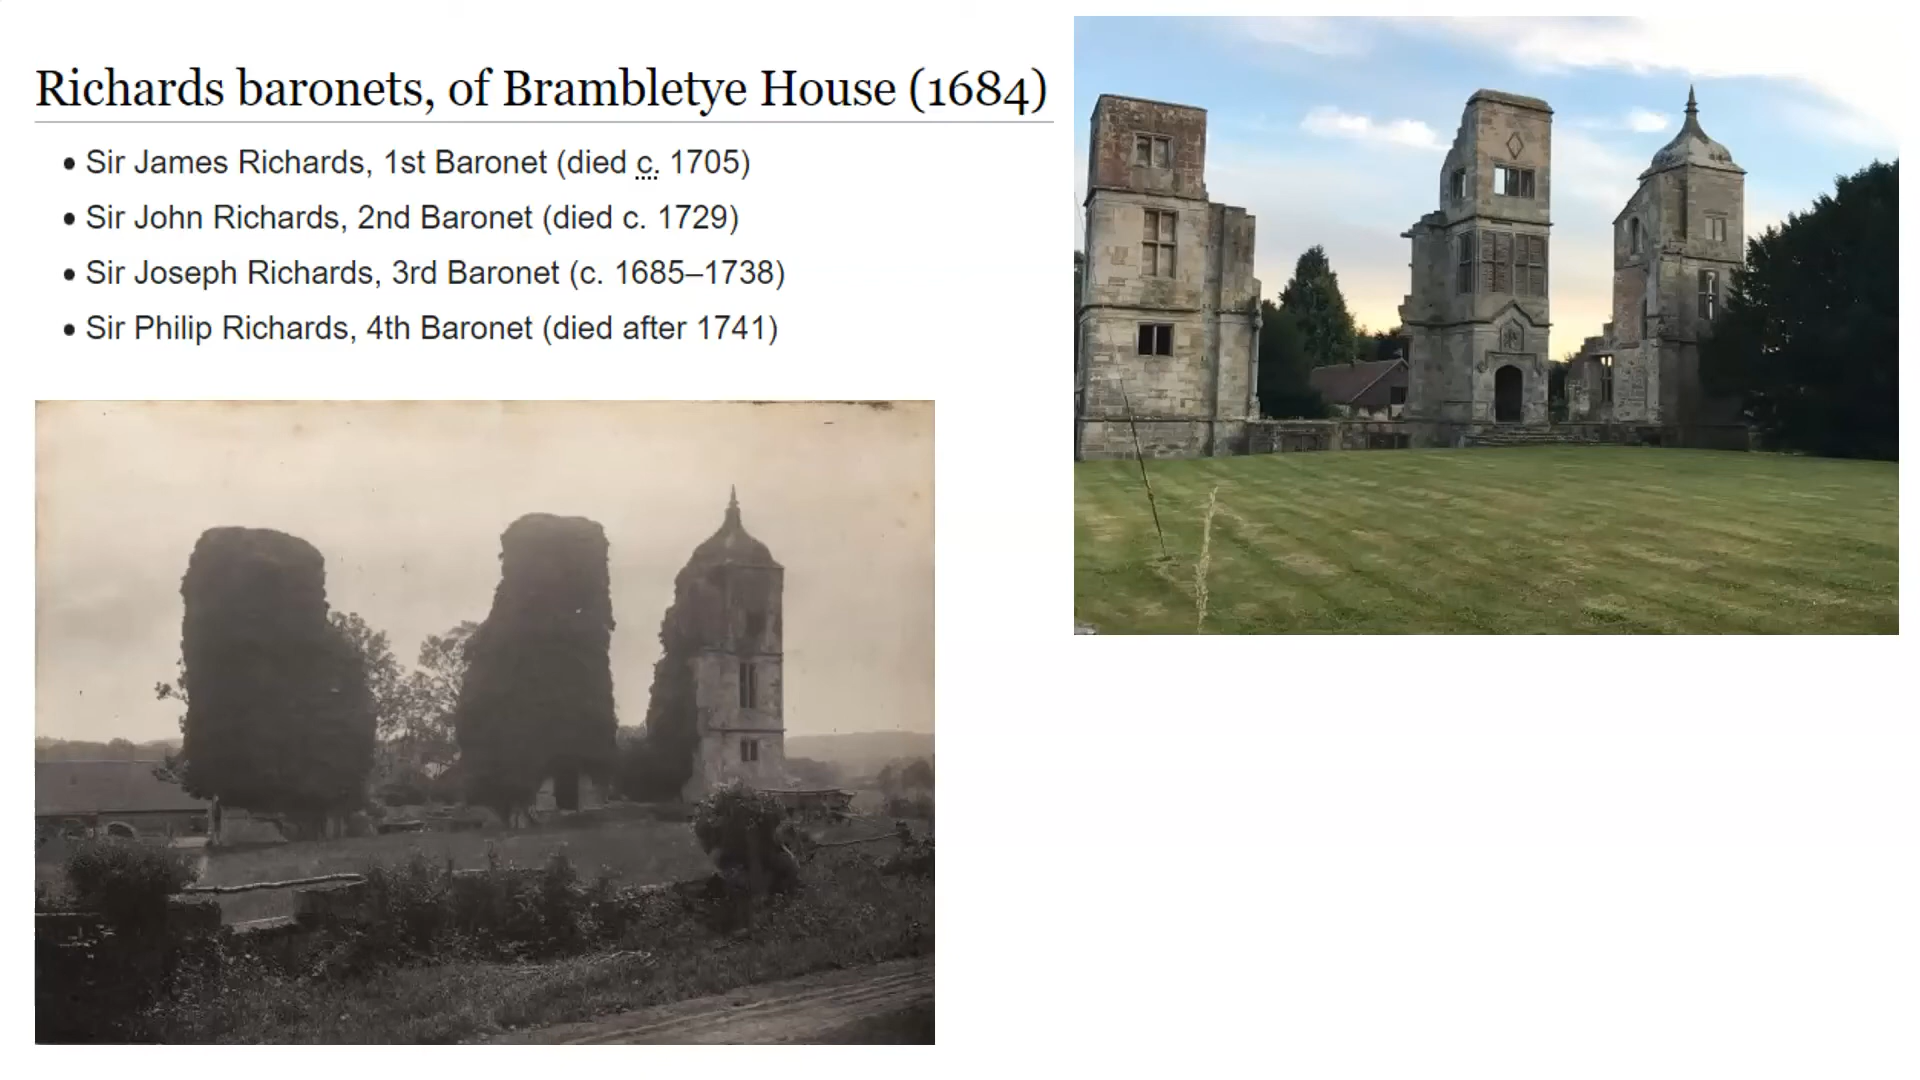 Richards baronets, of Brambletye House (1684)
• Sir James Richards, 1st Baronet (died c. 1705)
• Sir John Richards, 2nd Baronet (died c. 1729)
• Sir Joseph Richards, 3rd Baronet (c. 1685–1738)
• Sir Philip Richards, 4th Baronet (died after 1741)